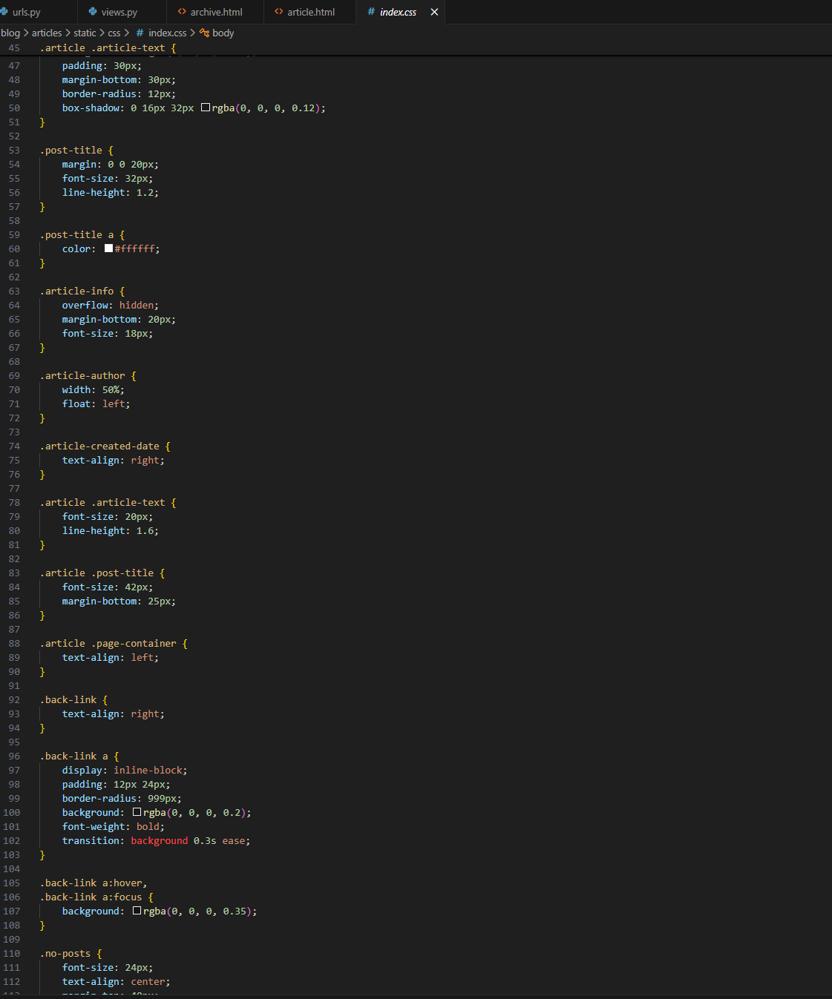 urls.py views.py <> archive.html <> article.html # index.css ×
blog > articles > static > css > # index.css > body
45 .article .article-text {
47 padding: 30px;
48 margin-bottom: 30px;
49 border-radius: 12px;
50 box-shadow: 0 16px 32px rgba(0, 0, 0, 0.12);
51 }
52
53 .post-title {
54 margin: 0 0 20px;
55 font-size: 32px;
56 line-height: 1.2;
57 }
58
59 .post-title a {
60 color: #ffffff;
61 }
62
63 .article-info {
64 overflow: hidden;
65 margin-bottom: 20px;
66 font-size: 18px;
67 }
68
69 .article-author {
70 width: 50%;
71 float: left;
72 }
73
74 .article-created-date {
75 text-align: right;
76 }
77
78 .article .article-text {
79 font-size: 20px;
80 line-height: 1.6;
81 }
82
83 .article .post-title {
84 font-size: 42px;
85 margin-bottom: 25px;
86 }
87
88 .article .page-container {
89 text-align: left;
90 }
91
92 .back-link {
93 text-align: right;
94 }
95
96 .back-link a {
97 display: inline-block;
98 padding: 12px 24px;
99 border-radius: 999px;
100 background: rgba(0, 0, 0, 0.2);
101 font-weight: bold;
102 transition: background 0.3s ease;
103 }
104
105 .back-link a:hover,
106 .back-link a:focus {
107 background: rgba(0, 0, 0, 0.35);
108 }
109
110 .no-posts {
111 font-size: 24px;
112 text-align: center;